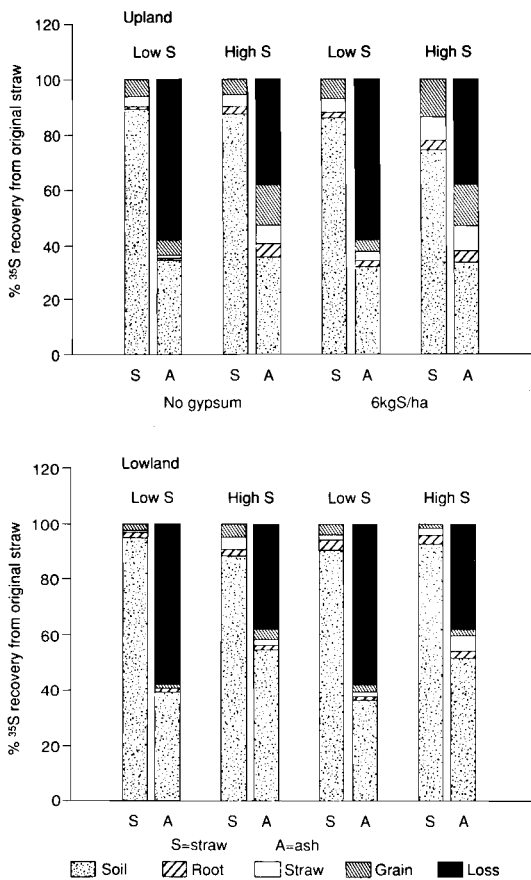 Upland
Low S High S Low S High S
120
100
80
60
40
20
0
% 35S recovery from original straw
S A S A S A S A
No gypsum 6kgS/ha
Lowland
Low S High S Low S High S
120
100
80
60
40
20
0
% 35S recovery from original straw
S A S A S A S A
S=straw A=ash
Soil Root Straw Grain Loss